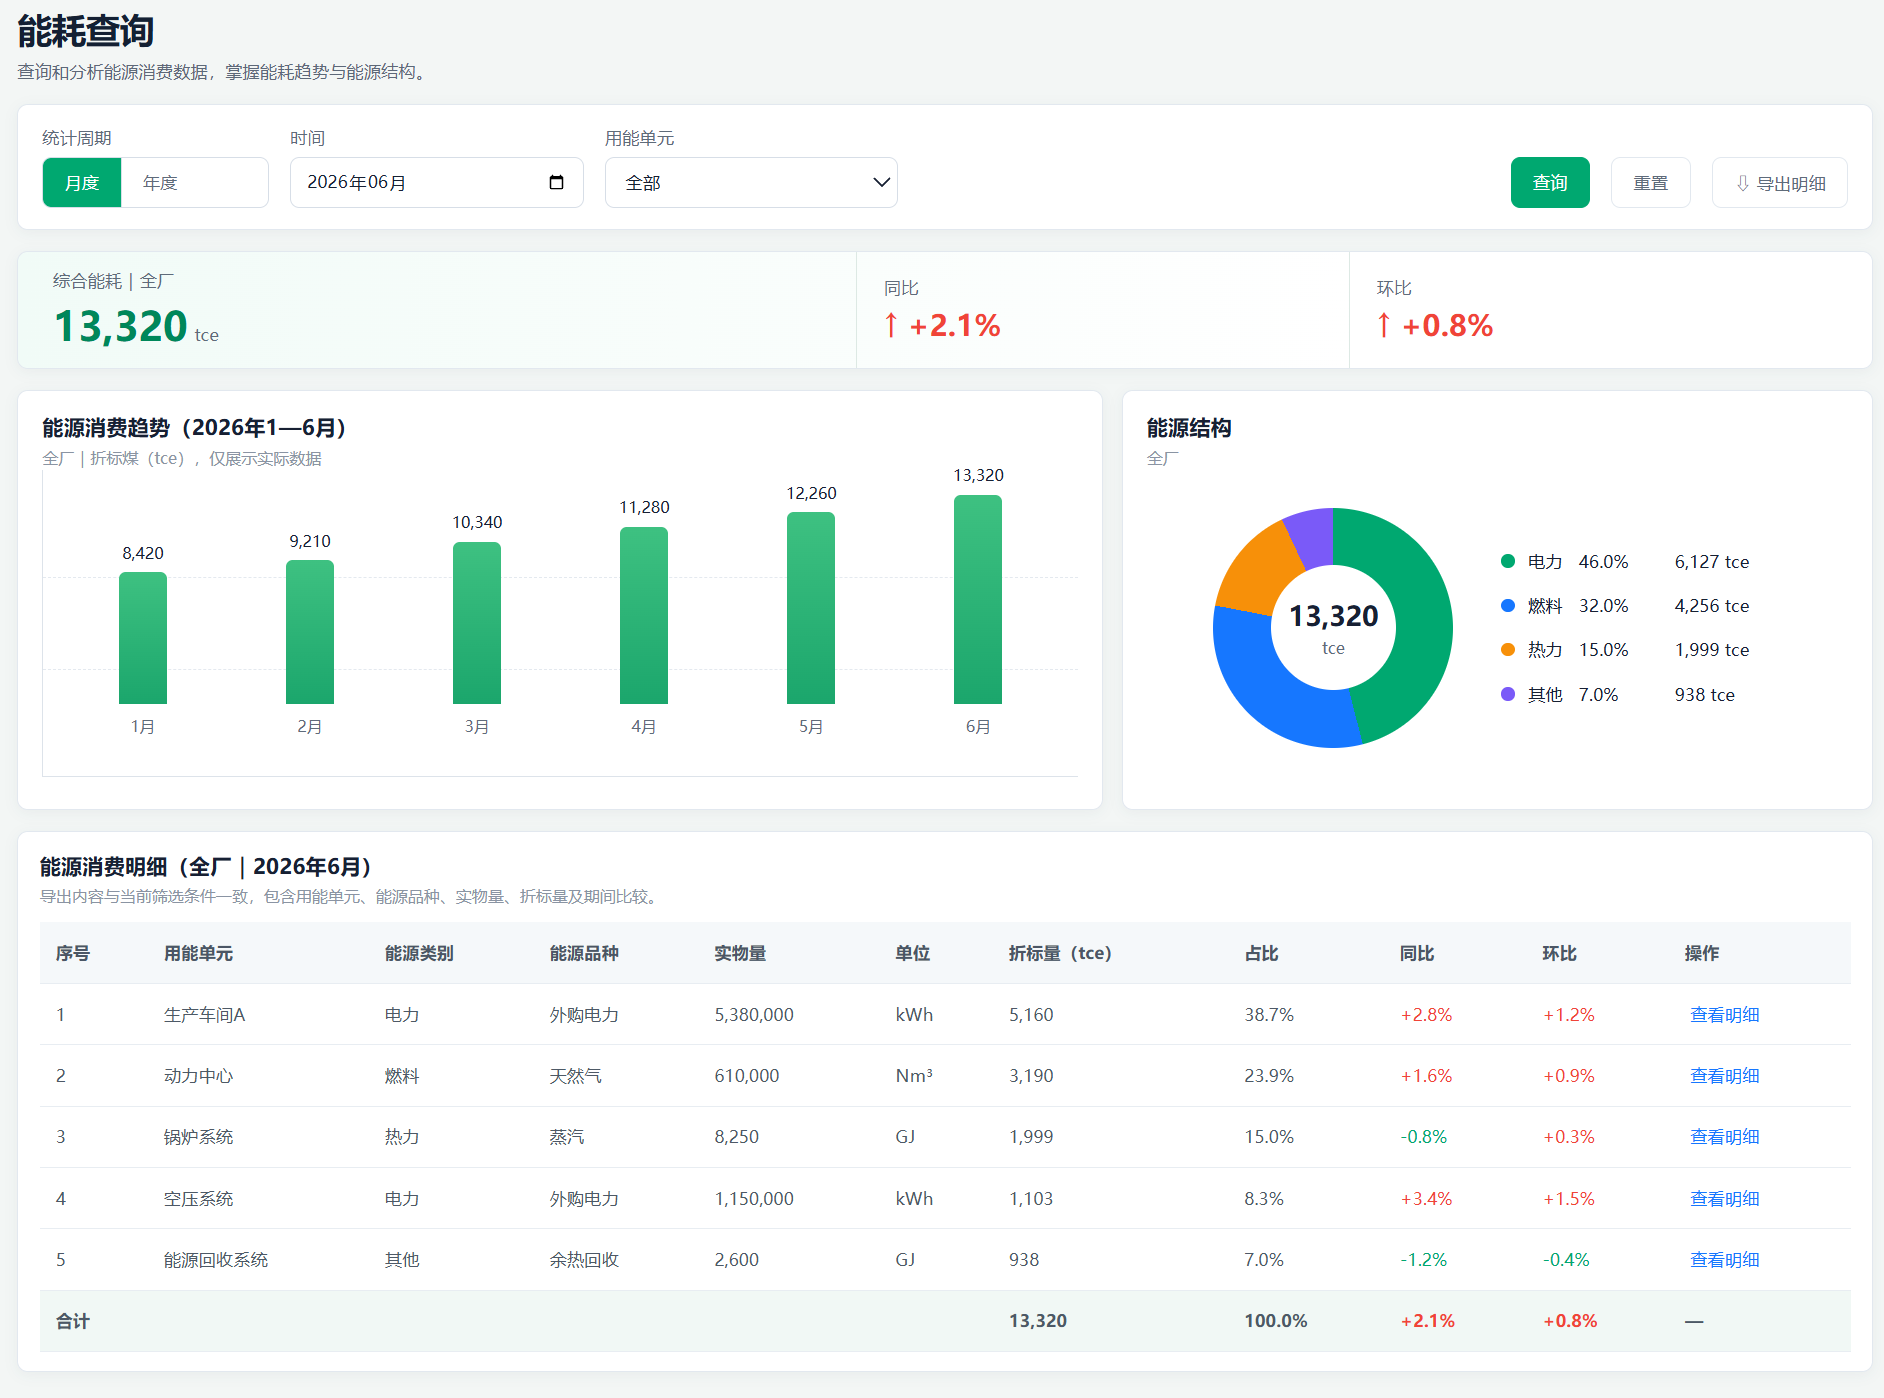 能耗查询
查询和分析能源消费数据，掌握能耗趋势与能源结构。
统计周期 时间 用能单元
月度 年度 2026年06月 全部 查询 重置 ⇩ 导出明细
综合能耗 | 全厂
13,320 tce
同比
↑ +2.1%
环比
↑ +0.8%
能源消费趋势（2026年1—6月）
全厂 | 折标煤（tce），仅展示实际数据
8,420 9,210 10,340 11,280 12,260 13,320
1月 2月 3月 4月 5月 6月
能源结构
全厂
13,320
tce
电力 46.0% 6,127 tce
燃料 32.0% 4,256 tce
热力 15.0% 1,999 tce
其他 7.0% 938 tce
能源消费明细（全厂 | 2026年6月）
导出内容与当前筛选条件一致，包含用能单元、能源品种、实物量、折标量及期间比较。
序号 用能单元 能源类别 能源品种 实物量 单位 折标量（tce） 占比 同比 环比 操作
1 生产车间A 电力 外购电力 5,380,000 kWh 5,160 38.7% +2.8% +1.2% 查看明细
2 动力中心 燃料 天然气 610,000 Nm³ 3,190 23.9% +1.6% +0.9% 查看明细
3 锅炉系统 热力 蒸汽 8,250 GJ 1,999 15.0% -0.8% +0.3% 查看明细
4 空压系统 电力 外购电力 1,150,000 kWh 1,103 8.3% +3.4% +1.5% 查看明细
5 能源回收系统 其他 余热回收 2,600 GJ 938 7.0% -1.2% -0.4% 查看明细
合计 13,320 100.0% +2.1% +0.8% —